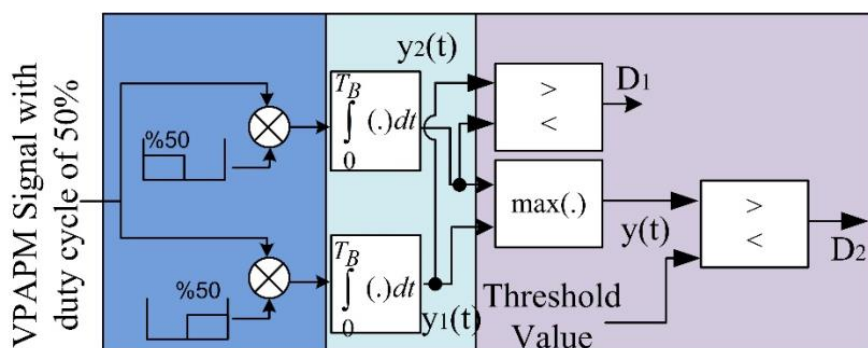 VPAPM Signal with
duty cycle of 50%
%50
%50
T_B
∫ (.)dt
0
T_B
∫ (.)dt
0
y2(t)
y1(t)
>
<
D1
max(.)
y(t)
>
<
D2
Threshold
Value